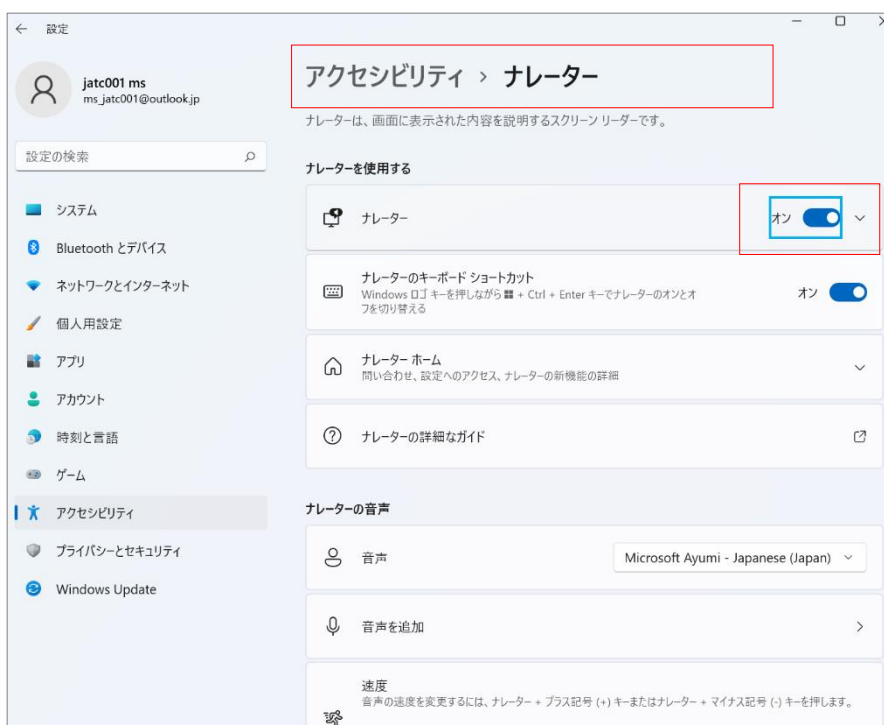 設定
jatc001 ms
ms_jatc001@outlook.jp
設定の検索
システム
Bluetooth とデバイス
ネットワークとインターネット
個人用設定
アプリ
アカウント
時刻と言語
ゲーム
アクセシビリティ
プライバシーとセキュリティ
Windows Update
アクセシビリティ › ナレーター
ナレーターは、画面に表示された内容を説明するスクリーン リーダーです。
ナレーターを使用する
ナレーター
オン
ナレーターのキーボード ショートカット
Windows ロゴ キーを押しながら + Ctrl + Enter キーでナレーターのオンとオ
フを切り替える
オン
ナレーター ホーム
問い合わせ、設定へのアクセス、ナレーターの新機能の詳細
ナレーターの詳細なガイド
ナレーターの音声
音声
Microsoft Ayumi - Japanese (Japan)
音声を追加
速度
音声の速度を変更するには、ナレーター + プラス記号 (+) キーまたはナレーター + マイナス記号 (-) キーを押します。